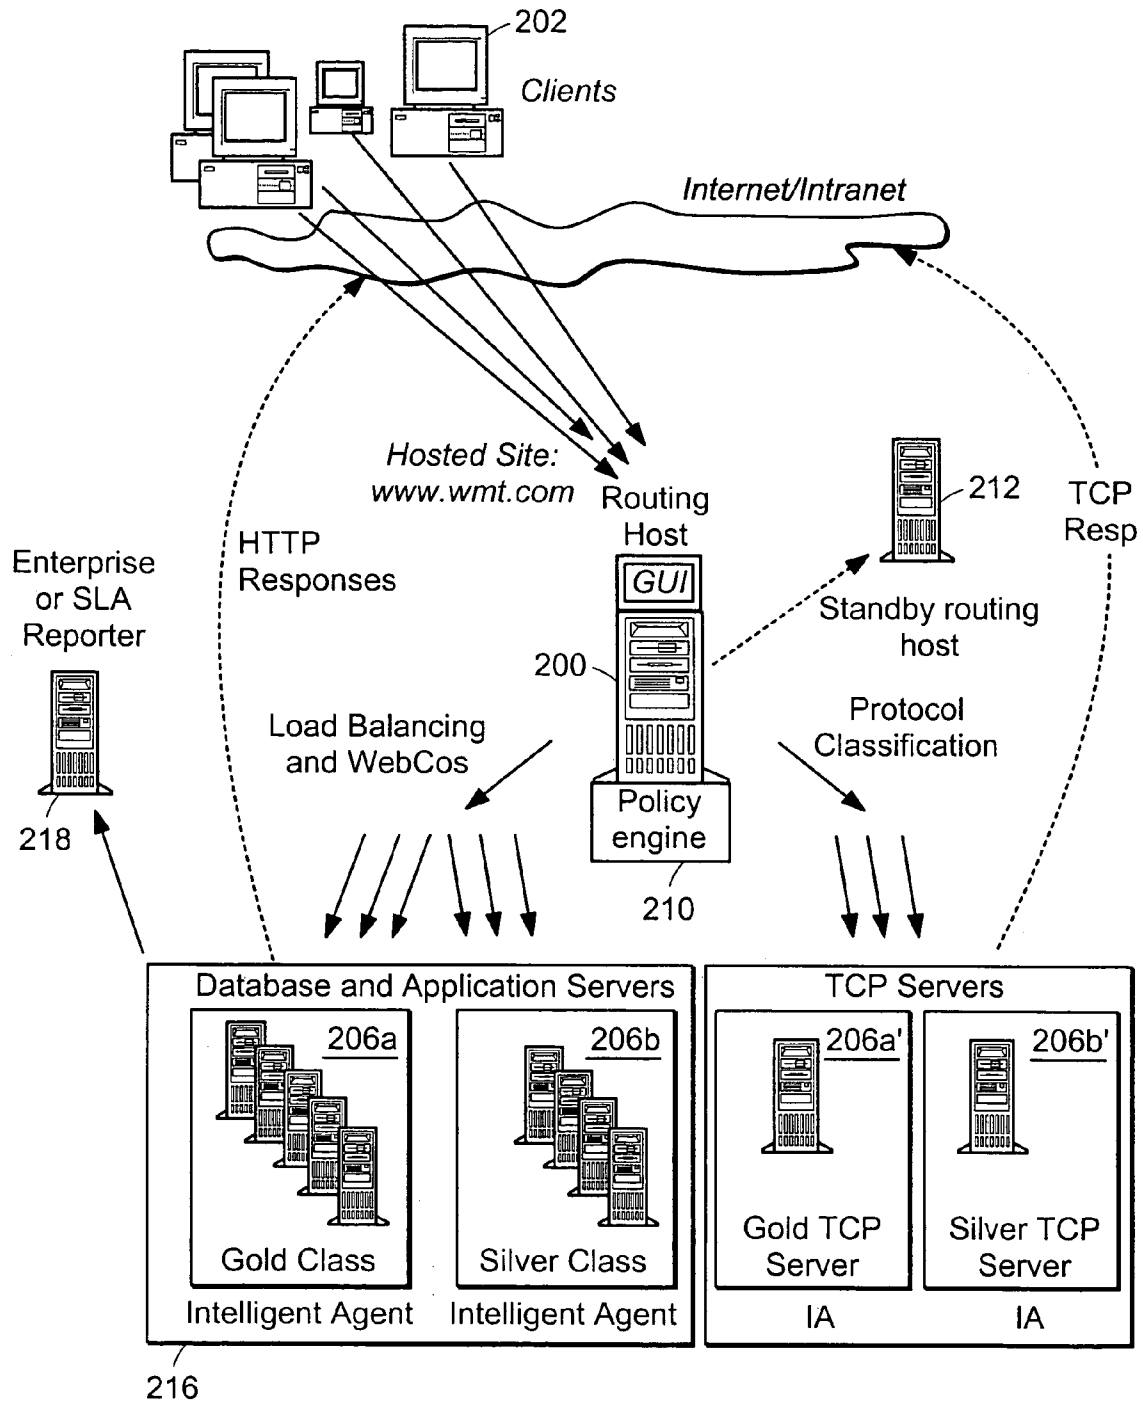 202
Clients
Internet/Intranet
Hosted Site:
www.wmt.com
Routing
Host
GUI
212
TCP
Resp
HTTP
Responses
Enterprise
or SLA
Reporter
Standby routing
host
200
Load Balancing
and WebCos
Protocol
Classification
218
Policy
engine
210
Database and Application Servers
TCP Servers
206a
206b
206a'
206b'
Gold Class
Silver Class
Gold TCP
Server
Silver TCP
Server
Intelligent Agent
Intelligent Agent
IA
IA
216